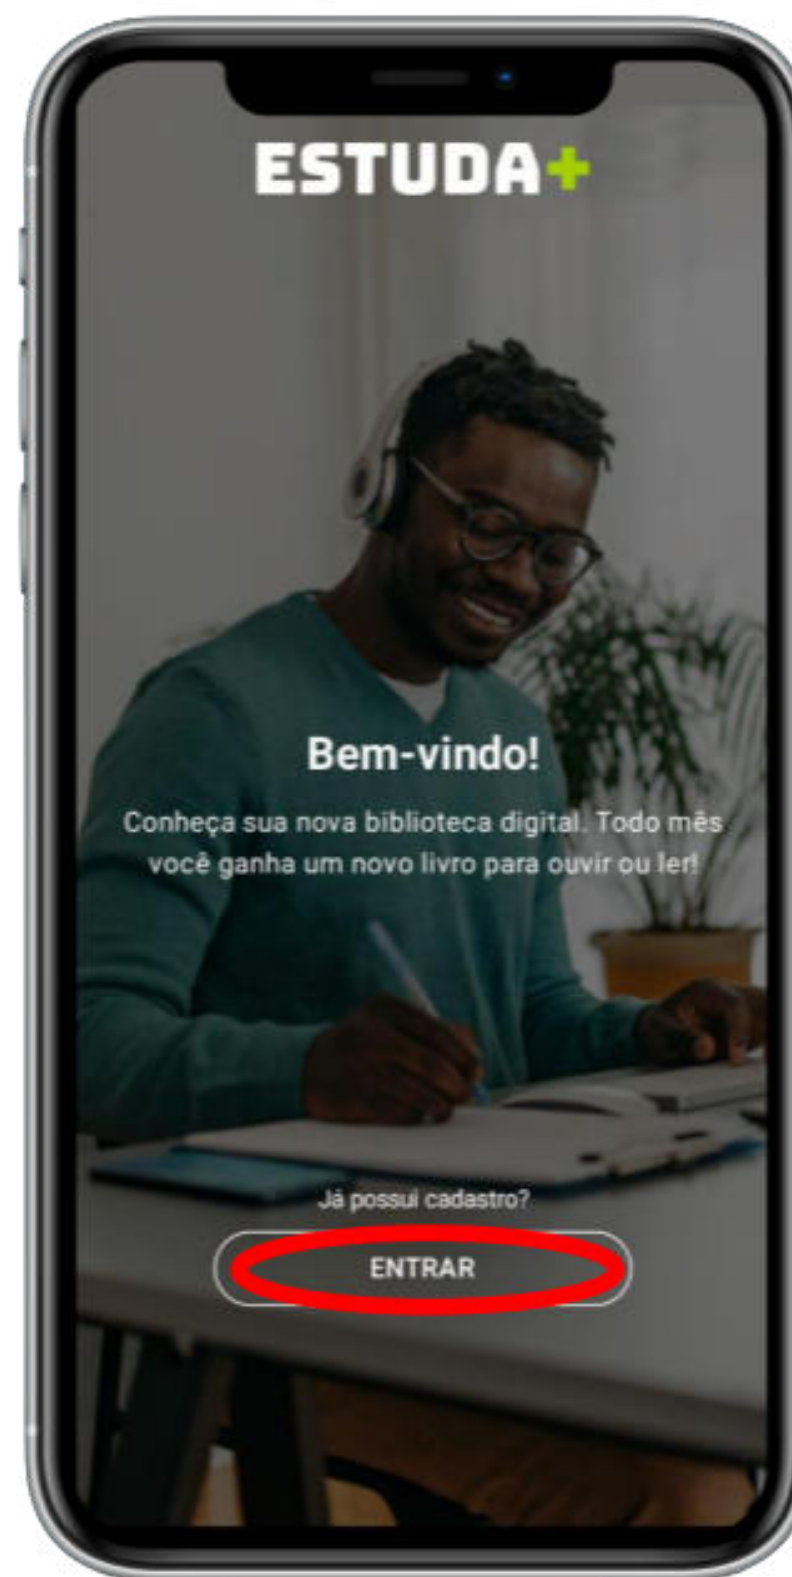 ESTUDA+
Bem-vindo!
Conheça sua nova biblioteca digital. Todo mês
você ganha um novo livro para ouvir ou ler!
Já possui cadastro?
ENTRAR